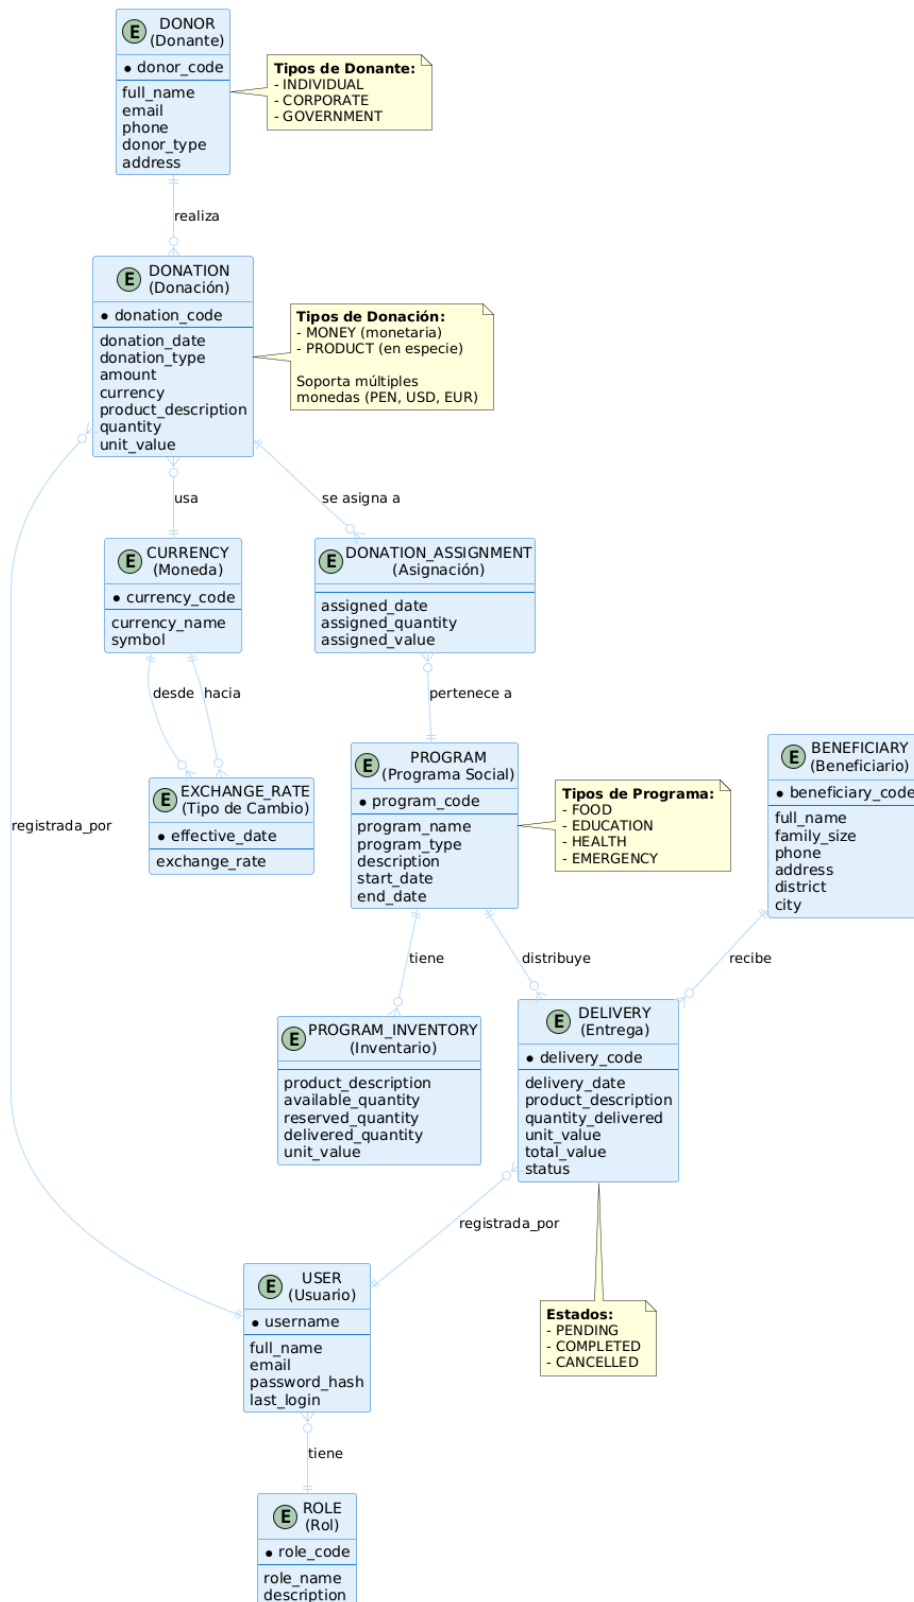 E
DONOR
(Donante)
* donor_code
full_name
email
phone
donor_type
address
Tipos de Donante:
- INDIVIDUAL
- CORPORATE
- GOVERNMENT
realiza
E
DONATION
(Donación)
* donation_code
donation_date
donation_type
amount
currency
product_description
quantity
unit_value
Tipos de Donación:
- MONEY (monetaria)
- PRODUCT (en especie)
Soporta múltiples
monedas (PEN, USD, EUR)
usa
se asigna a
E
CURRENCY
(Moneda)
* currency_code
currency_name
symbol
E
DONATION_ASSIGNMENT
(Asignación)
assigned_date
assigned_quantity
assigned_value
desde
hacia
pertenece a
E
EXCHANGE_RATE
(Tipo de Cambio)
* effective_date
exchange_rate
registrada_por
E
PROGRAM
(Programa Social)
* program_code
program_name
program_type
description
start_date
end_date
Tipos de Programa:
- FOOD
- EDUCATION
- HEALTH
- EMERGENCY
E
BENEFICIARY
(Beneficiario)
* beneficiary_code
full_name
family_size
phone
address
district
city
tiene
distribuye
recibe
E
PROGRAM_INVENTORY
(Inventario)
product_description
available_quantity
reserved_quantity
delivered_quantity
unit_value
E
DELIVERY
(Entrega)
* delivery_code
delivery_date
product_description
quantity_delivered
unit_value
total_value
status
registrada_por
E
USER
(Usuario)
* username
full_name
email
password_hash
last_login
Estados:
- PENDING
- COMPLETED
- CANCELLED
tiene
E
ROLE
(Rol)
* role_code
role_name
description